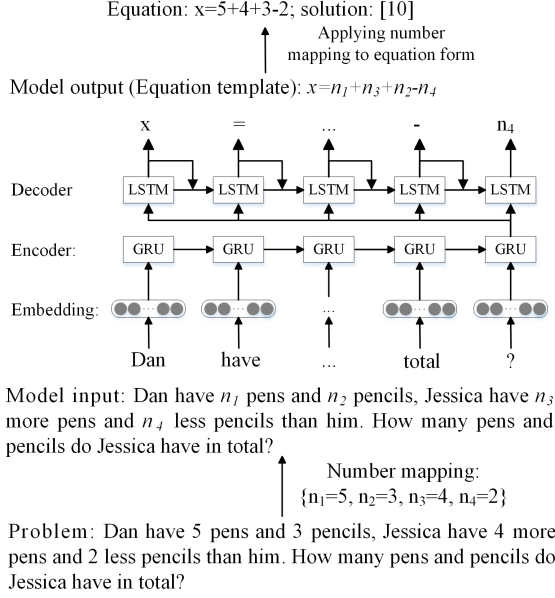 Equation: x=5+4+3-2; solution: [10]
Applying number
mapping to equation form
Model output (Equation template): x=n₁+n₃+n₂-n₄
x = ... - n₄
Decoder LSTM LSTM LSTM LSTM LSTM
Encoder: GRU GRU GRU GRU GRU
Embedding: ... ... ... ... ...
Dan have ... total ?
Model input: Dan have n₁ pens and n₂ pencils, Jessica have n₃
more pens and n₄ less pencils than him. How many pens and
pencils do Jessica have in total?
Number mapping:
{n₁=5, n₂=3, n₃=4, n₄=2}
Problem: Dan have 5 pens and 3 pencils, Jessica have 4 more
pens and 2 less pencils than him. How many pens and pencils do
Jessica have in total?